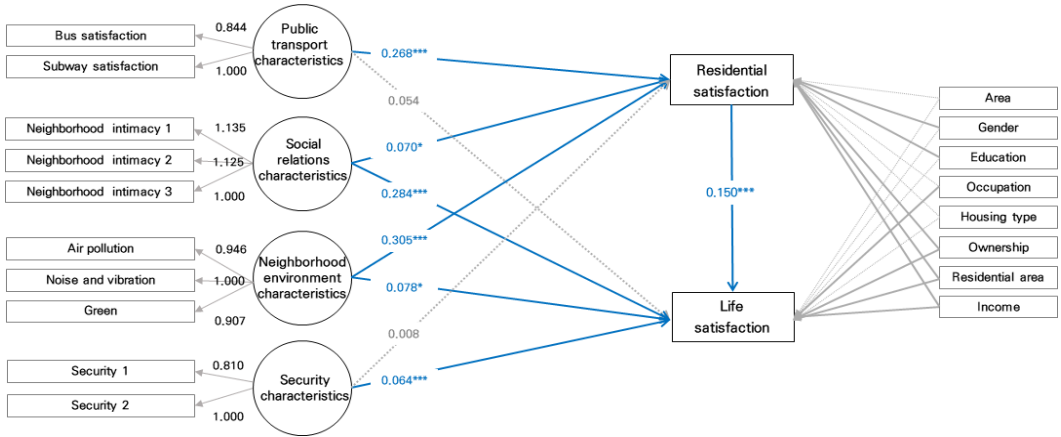 Bus satisfaction
Subway satisfaction
0.844
1.000
Public
transport
characteristics
Neighborhood intimacy 1
Neighborhood intimacy 2
Neighborhood intimacy 3
1.135
1.125
1.000
Social
relations
characteristics
Air pollution
Noise and vibration
Green
0.946
1.000
0.907
Neighborhood
environment
characteristics
Security 1
Security 2
0.810
1.000
Security
characteristics
0.268***
0.054
0.070*
0.284***
0.305***
0.078*
0.008
0.064***
Residential
satisfaction
0.150***
Life
satisfaction
Area
Gender
Education
Occupation
Housing type
Ownership
Residential area
Income